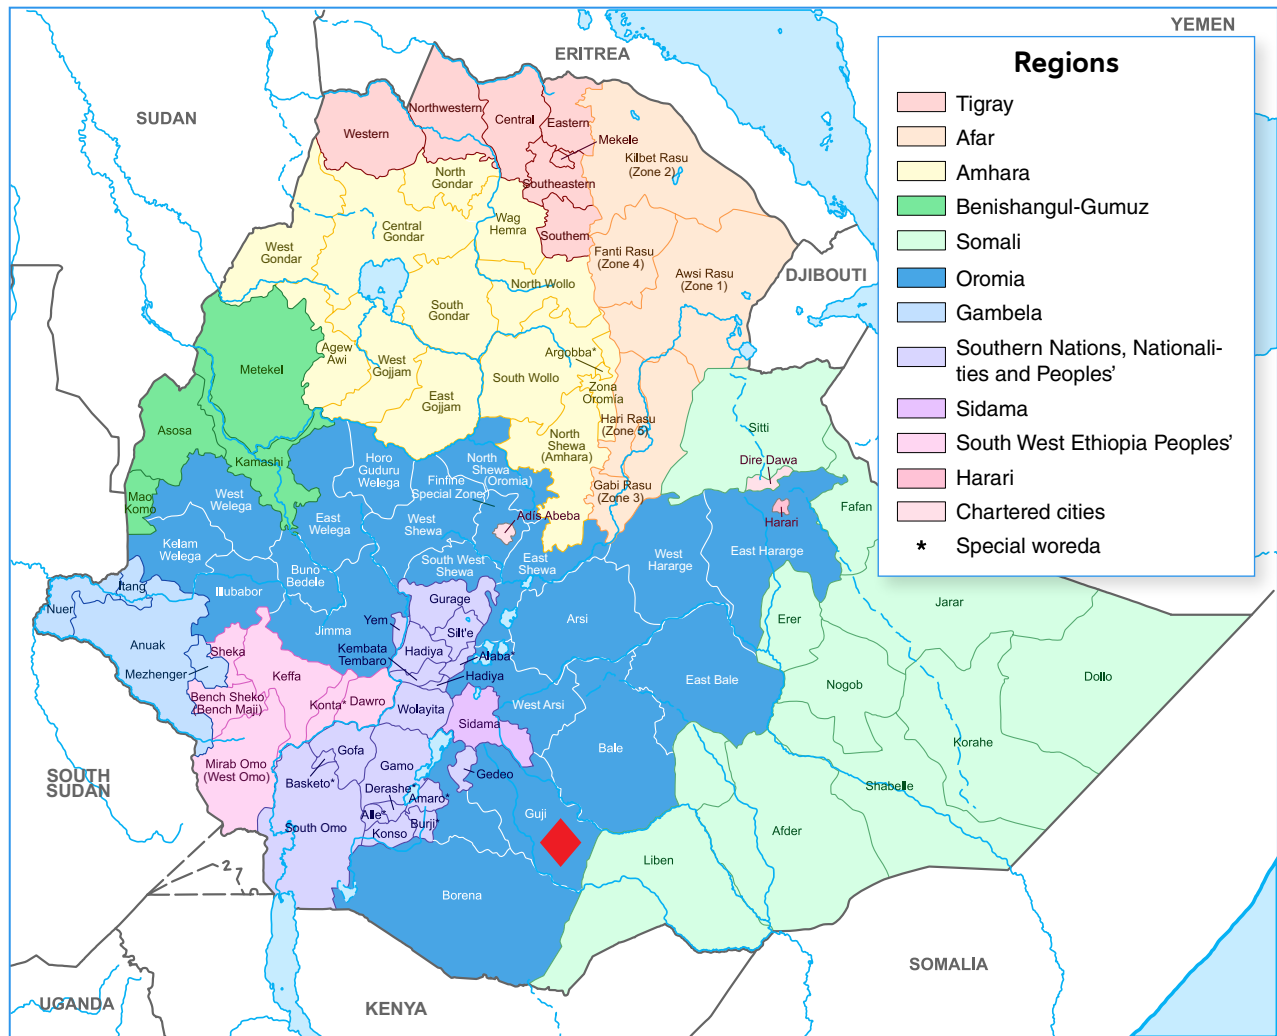 YEMEN
ERITREA
SUDAN
DJIBOUTI
SOUTH
SUDAN
UGANDA
KENYA
SOMALIA
Regions
Tigray
Afar
Amhara
Benishangul-Gumuz
Somali
Oromia
Gambela
Southern Nations, Nationali-
ties and Peoples'
Sidama
South West Ethiopia Peoples'
Harari
Chartered cities
* Special woreda
Western
Northwestern
Central
Eastern
Mekele
Southeastern
Southern
Kilbet Rasu
(Zone 2)
Fanti Rasu
(Zone 4)
Awsi Rasu
(Zone 1)
Hari Rasu
(Zone 5)
Gabi Rasu
(Zone 3)
North
Gondar
Central
Gondar
West
Gondar
Wag
Hemra
North Wollo
South
Gondar
Agew
Awi
West
Gojjam
East
Gojjam
South Wollo
Argobba*
Zona
Oromía
North
Shewa
(Amhara)
Metekel
Asosa
Kamashi
Mao
Komo
Sitti
Dire Dawa
Fafan
Harari
Horo
Guduru
Welega
North
Shewa
(Oromia)
Finfine
Special Zone
Adis Abeba
West
Welega
East
Welega
West
Shewa
Kelam
Welega
Buno
Bedele
South West
Shewa
East
Shewa
West
Hararge
East Hararge
Illubabor
Jimma
Arsi
West Arsi
Bale
East Bale
Guji
Borena
Itang
Nuer
Anuak
Mezhenger
Sheka
Keffa
Bench Sheko
(Bench Maji)
Konta*
Dawro
Mirab Omo
(West Omo)
Gurage
Yem
Silt'e
Hadiya
Kembata
Tembaro
Alaba*
Hadiya
Wolayita
Sidama
Gedeo
Gofa
Gamo
Basketo*
Derashe*
Amaro*
Alle*
Burji*
Konso
South Omo
Jarar
Erer
Nogob
Dollo
Korahe
Shabelle
Afder
Liben